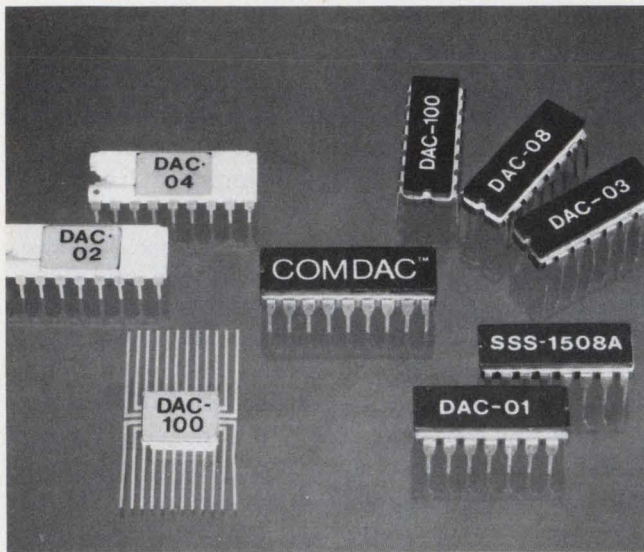 DAC-100
DAC-08
DAC-03
DAC-
04
DAC-
02
COMDAC™
SSS-1508A
DAC-
100
DAC-01